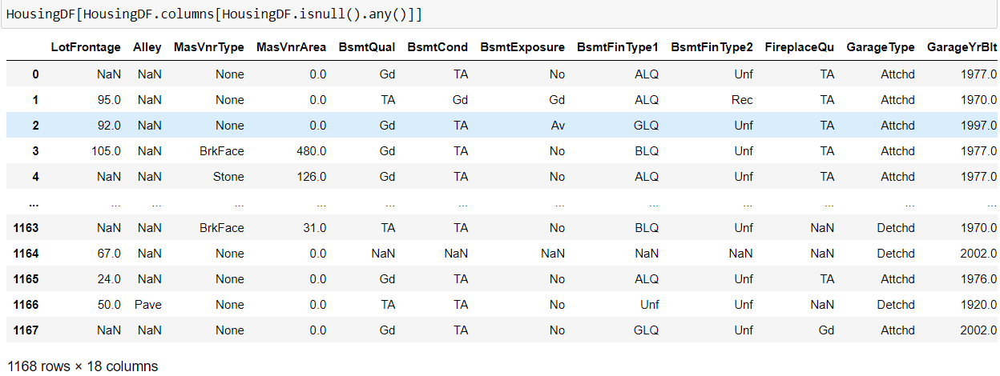 HousingDF[HousingDF.columns[HousingDF.isnull().any()]]
LotFrontage Alley MasVnrType MasVnrArea BsmtQual BsmtCond BsmtExposure BsmtFinType1 BsmtFinType2 FireplaceQu GarageType GarageYrBlt
0 NaN NaN None 0.0 Gd TA No ALQ Unf TA Attchd 1977.0
1 95.0 NaN None 0.0 TA Gd Gd ALQ Rec TA Attchd 1970.0
2 92.0 NaN None 0.0 Gd TA Av GLQ Unf TA Attchd 1997.0
3 105.0 NaN BrkFace 480.0 Gd TA No BLQ Unf TA Attchd 1977.0
4 NaN NaN Stone 126.0 Gd TA No ALQ Unf TA Attchd 1977.0
... ... ... ... ... ... ... ... ... ... ... ... ...
1163 NaN NaN BrkFace 31.0 TA TA No BLQ Unf NaN Detchd 1970.0
1164 67.0 NaN None 0.0 NaN NaN NaN NaN NaN NaN Detchd 2002.0
1165 24.0 NaN None 0.0 Gd TA No ALQ Unf TA Attchd 1976.0
1166 50.0 Pave None 0.0 TA TA No Unf Unf NaN Detchd 1920.0
1167 NaN NaN None 0.0 Gd TA No GLQ Unf Gd Attchd 2002.0
1168 rows × 18 columns